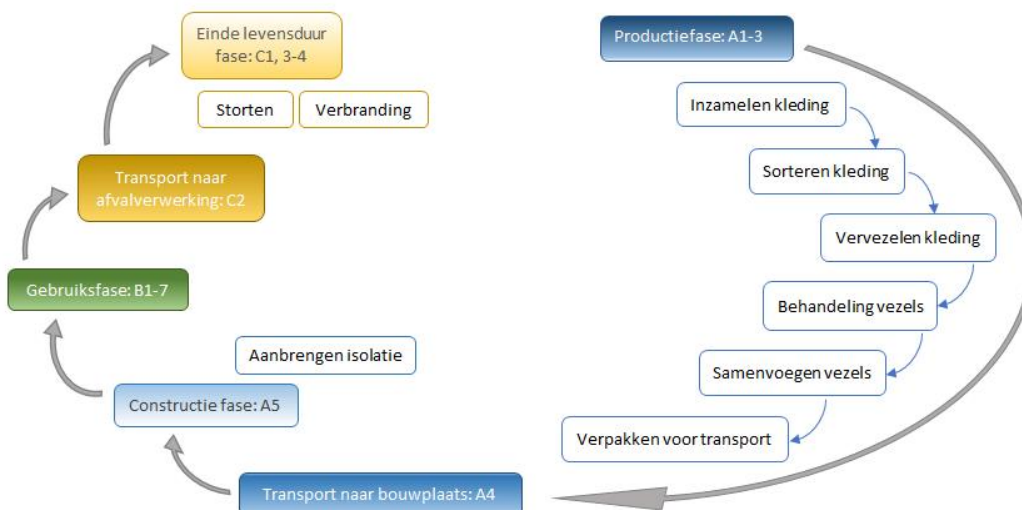 Productiefase: A1-3
Inzamelen kleding
Sorteren kleding
Vervezelen kleding
Behandeling vezels
Samenvoegen vezels
Verpakken voor transport
Transport naar bouwplaats: A4
Constructie fase: A5
Aanbrengen isolatie
Gebruiksfase: B1-7
Transport naar
afvalverwerking: C2
Einde levensduur
fase: C1, 3-4
Storten
Verbranding